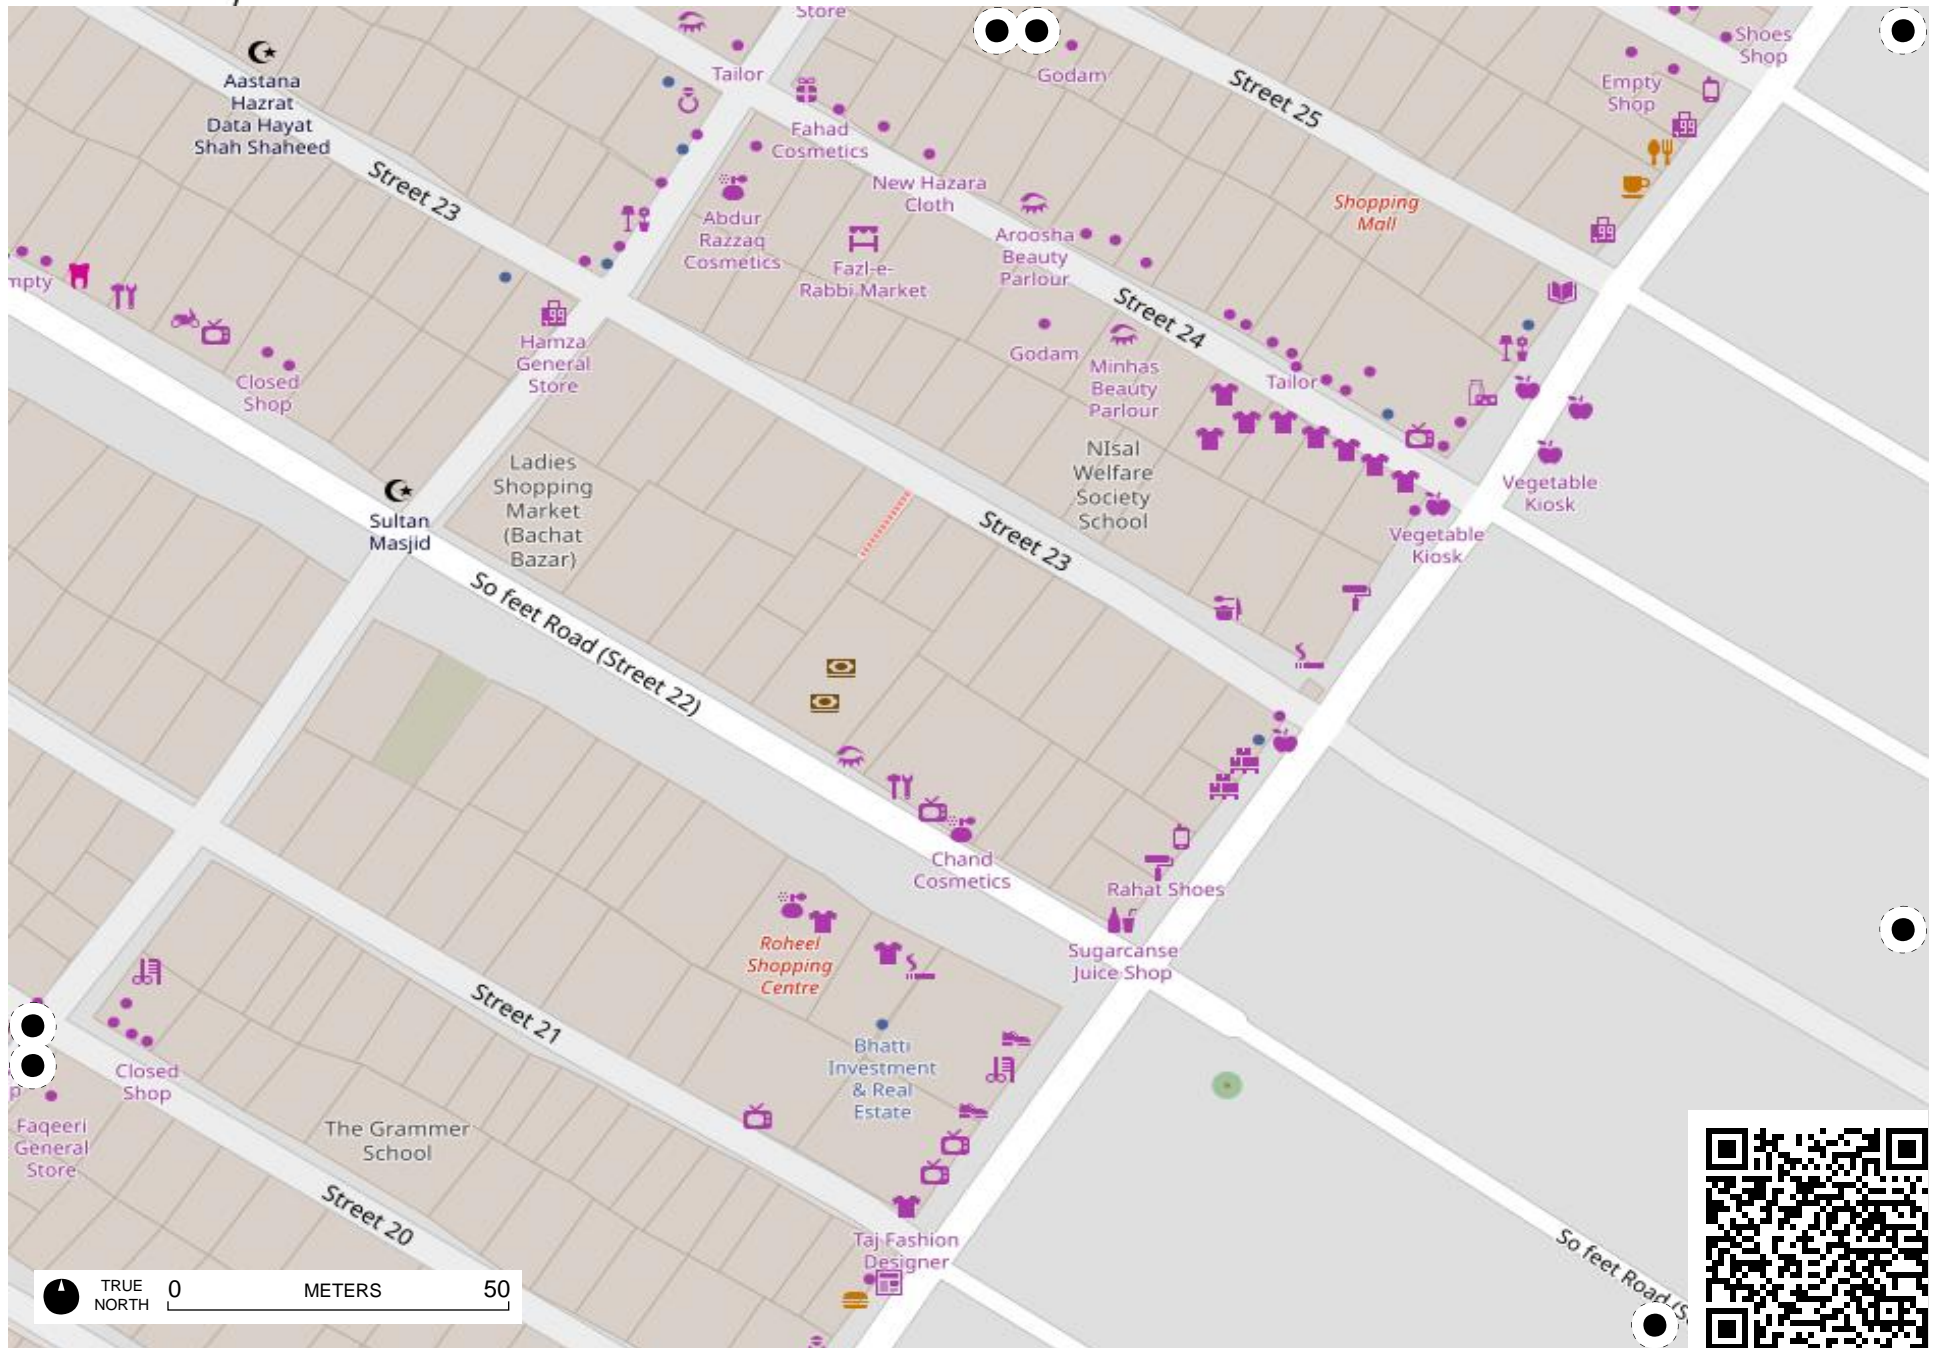 Store
Shoes
Shop
Aastana
Hazrat
Data Hayat
Shah Shaheed
Tailor
Godam
Empty
Shop
Street 25
Fahad
Cosmetics
Street 23
New Hazara
Cloth
Shopping
Mall
Abdur
Razzaq
Cosmetics
Aroosha
Beauty
Parlour
Fazl-e-
Rabbi Market
mpty
Street 24
Hamza
General
Store
Godam
Minhas
Beauty
Parlour
Tailor
Closed
Shop
NIsal
Welfare
Society
School
Ladies
Shopping
Market
(Bachat
Bazar)
Vegetable
Kiosk
Sultan
Masjid
Vegetable
Kiosk
Street 23
So feet Road (Street 22)
Chand
Cosmetics
Rahat Shoes
Roheel
Shopping
Centre
Sugarcanse
Juice Shop
Street 21
Bhatti
Investment
& Real
Estate
Closed
Shop
p
Faqeeri
General
Store
The Grammer
School
Street 20
Taj Fashion
Designer
So feet Road (S
TRUE
NORTH
0 METERS 50